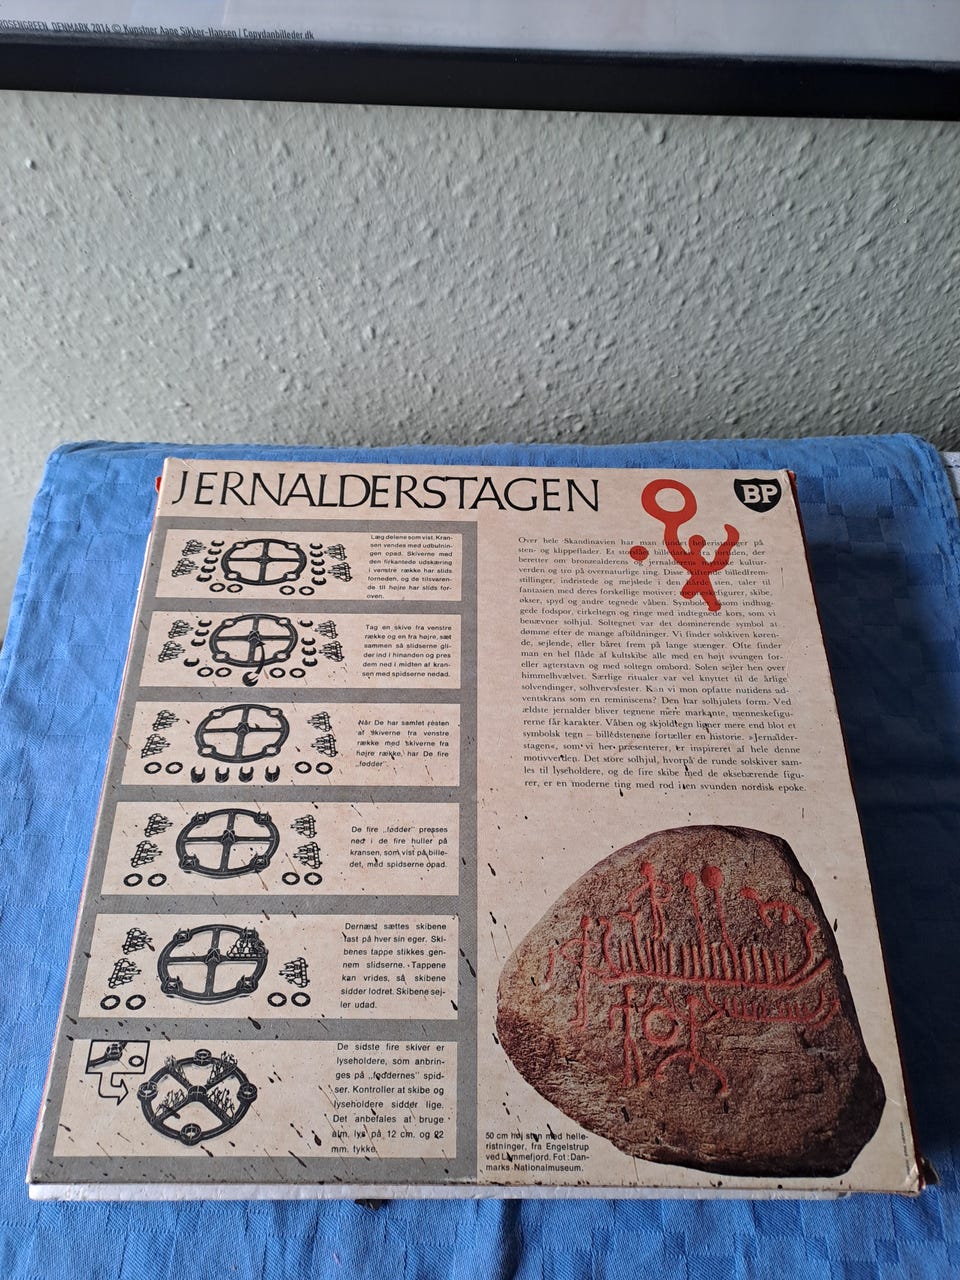 ROSENGREEN, DENMARK 2016 © Kunstner Aage Sikker-Hansen / Copydanbilleder.dk
JERNALDERSTAGEN
BP
Læg delene som vist. Kran-
sen vendes med udbulnin-
gen opad. Skiverne med
den firkantede udskæring
i venstre række har slids
forneden, og de tilsvaren-
de til højre har slids for-
oven.
Tag en skive fra venstre
række og en fra højre, sæt
sammen så slidserne gli-
der ind i hinanden og pres
dem ned i midten af kran-
sen med spidserne nedad.
Når De har samlet resten
af skiverne fra venstre
række med skiverne fra
højre række, har De fire
„fødder".
De fire „fødder" presses
ned i de fire huller på
kransen, som vist på bille-
det, med spidserne opad.
Dernæst sættes skibene
fast på hver sin eger. Ski-
benes tappe stikkes gen-
nem slidserne. Tappene
kan vrides, så skibene
sidder lodret. Skibene sej-
ler udad.
De sidste fire skiver er
lyseholdere, som anbrin-
ges på „føddernes" spid-
ser. Kontroller at skibe og
lyseholdere sidder lige.
Det anbefales at bruge
alm. lys på 12 cm. og 22
mm. tykke.
Over hele Skandinavien har man fundet helleristninger på
sten- og klippeflader. Et storslået billedarkiv fra fortiden, der
beretter om bronzealderens og jernalderens mystiske kultur-
verden og tro på overnaturlige ting. Disse skiftende billedfrem-
stillinger, indristede og mejslede i den hårde sten, taler til
fantasien med deres forskellige motiver; menneskefigurer, skibe,
økser, spyd og andre tegnede våben. Symboler som indhug-
gede fodspor, cirkeltegn og ringe med indtegnede kors, som vi
benævner solhjul. Soltegnet var det dominerende symbol at
dømme efter de mange afbildninger. Vi finder solskiven køren-
de, sejlende, eller båret frem på lange stænger. Ofte finder
man en hel flåde af kultskibe alle med en højt svungen for-
eller agterstavn og med soltegn ombord. Solen sejler hen over
himmelhvælvet. Særlige ritualer var vel knyttet til de årlige
solvendinger, solhvervsfester. Kan vi mon opfatte nutidens ad-
ventskrans som en reminiscens? Den har solhjulets form. Ved
ældste jernalder bliver tegnene mere markante, menneskefigu-
rerne får karakter. Våben og skjoldtegn ligner mere end blot et
symbolsk tegn – billedstenene fortæller en historie. »Jernalder-
stagen«, som vi her præsenterer, er inspireret af hele denne
motivverden. Det store solhjul, hvorpå de runde solskiver sam-
les til lyseholdere, og de fire skibe med de øksebærende figu-
rer, er en moderne ting med rod i en svunden nordisk epoke.
50 cm høj sten med helle-
ristninger, fra Engelstrup
ved Lammefjord. Fot: Dan-
marks Nationalmuseum.